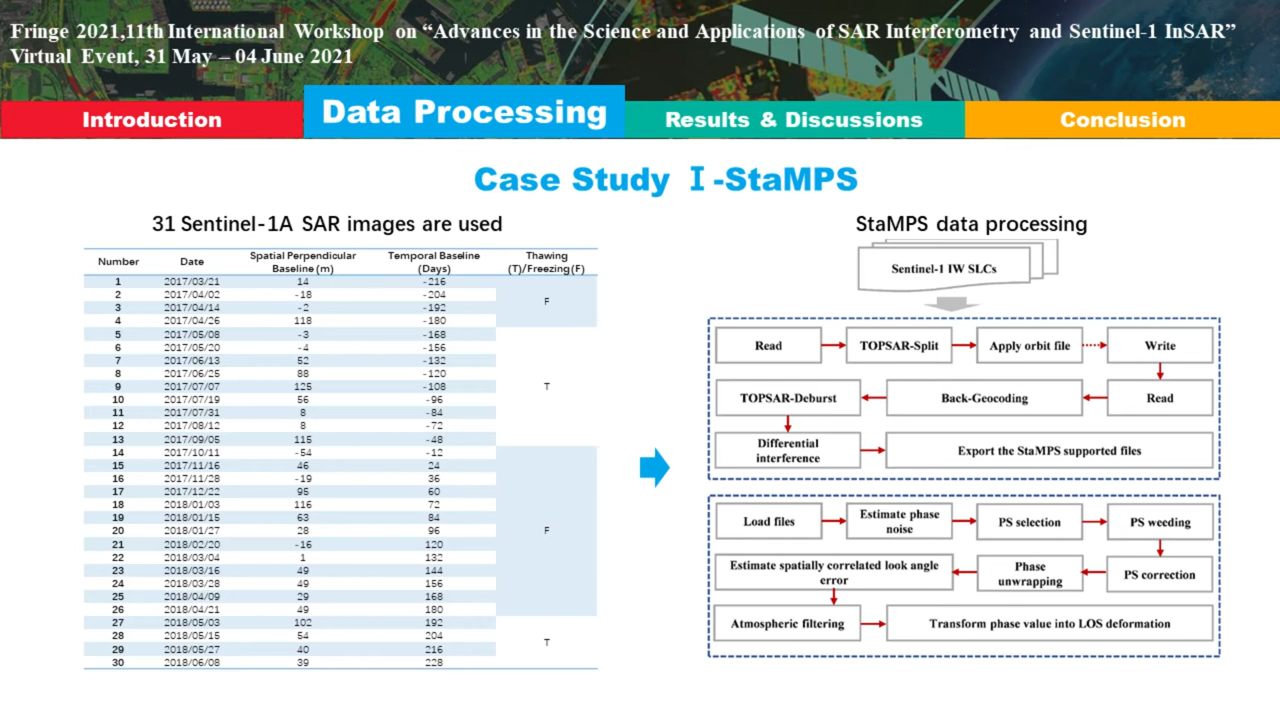 Fringe 2021,11th International Workshop on “Advances in the Science and Applications of SAR Interferometry and Sentinel-1 InSAR”
Virtual Event, 31 May – 04 June 2021
Introduction
Data Processing
Results & Discussions
Conclusion
Case Study Ⅰ-StaMPS
31 Sentinel-1A SAR images are used
Number Date Spatial Perpendicular Baseline (m) Temporal Baseline (Days) Thawing (T)/Freezing(F)
1 2017/03/21 14 -216
2 2017/04/02 -18 -204
F
3 2017/04/14 -2 -192
4 2017/04/26 118 -180
5 2017/05/08 -3 -168
6 2017/05/20 -4 -156
7 2017/06/13 52 -132
8 2017/06/25 88 -120
9 2017/07/07 125 -108
T
10 2017/07/19 56 -96
11 2017/07/31 8 -84
12 2017/08/12 8 -72
13 2017/09/05 115 -48
14 2017/10/11 -54 -12
15 2017/11/16 46 24
16 2017/11/28 -19 36
17 2017/12/22 95 60
18 2018/01/03 116 72
19 2018/01/15 63 84
20 2018/01/27 28 96
F
21 2018/02/20 -16 120
22 2018/03/04 1 132
23 2018/03/16 49 144
24 2018/03/28 49 156
25 2018/04/09 29 168
26 2018/04/21 49 180
27 2018/05/03 102 192
28 2018/05/15 54 204
T
29 2018/05/27 40 216
30 2018/06/08 39 228
StaMPS data processing
Sentinel-1 IW SLCs
Read
TOPSAR-Split
Apply orbit file
Write
TOPSAR-Deburst
Back-Geocoding
Read
Differential
interference
Export the StaMPS supported files
Load files
Estimate phase
noise
PS selection
PS weeding
Estimate spatially correlated look angle
error
Phase
unwrapping
PS correction
Atmospheric filtering
Transform phase value into LOS deformation